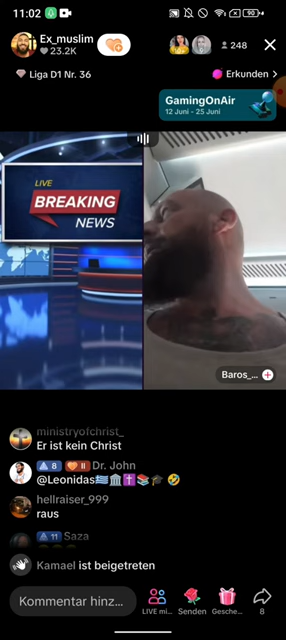 11:02
90
Ex_muslim
23.2K
248
Liga D1 Nr. 36
Erkunden >
GamingOnAir
12 Juni - 25 Juni
LIVE
BREAKING
NEWS
Baros_...
ministryofchrist_
Er ist kein Christ
8 II Dr. John
@Leonidas🇬🇷🏛️✝️📚🎓 🤣
hellraiser_999
raus
11 Saza
Kamael ist beigetreten
Kommentar hinz...
LIVE mi...
Senden
Gesche...
8